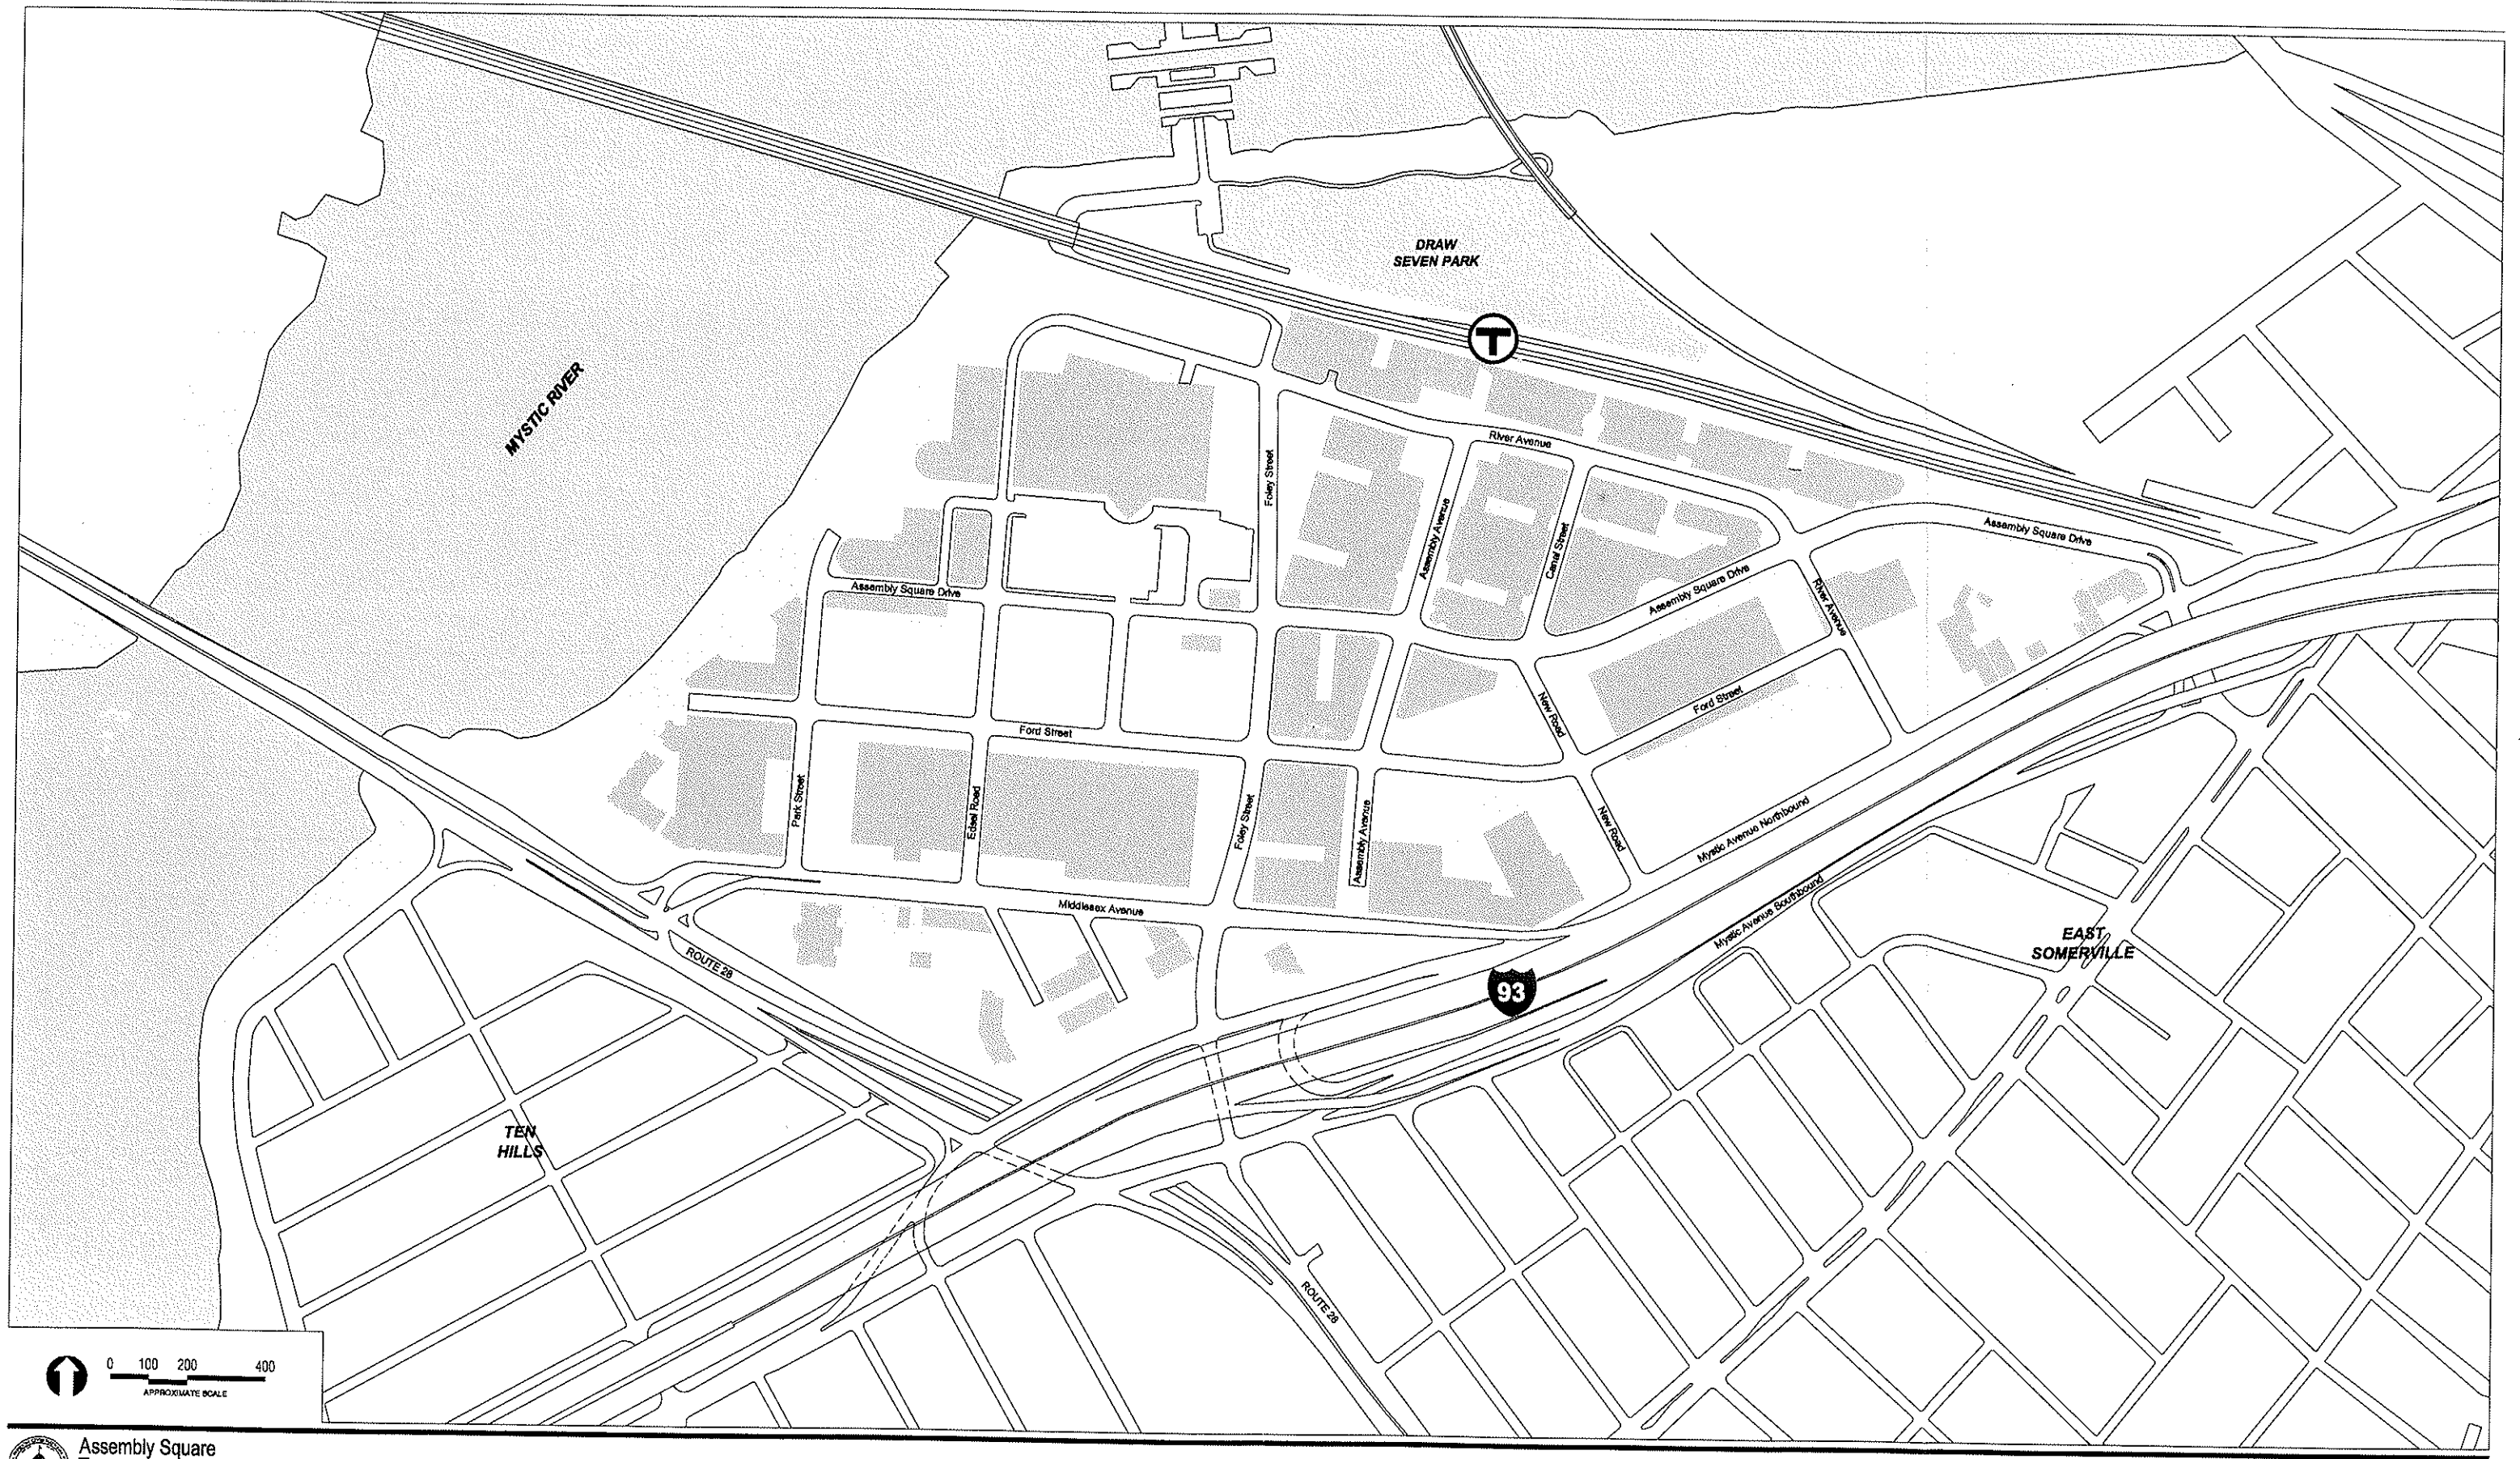 DRAW
SEVEN PARK
T
MYSTIC RIVER
River Avenue
Foley Street
Assembly Avenue
Canal Street
Assembly Square Drive
Assembly Square Drive
Assembly Square Drive
River Avenue
New Road
Ford Street
Ford Street
Park Street
Edsel Road
Foley Street
Assembly Avenue
New Road
Mystic Avenue Northbound
Middlesex Avenue
Mystic Avenue Southbound
EAST
SOMERVILLE
ROUTE 28
93
TEN
HILLS
ROUTE 28
0 100 200 400
APPROXIMATE SCALE
Assembly Square